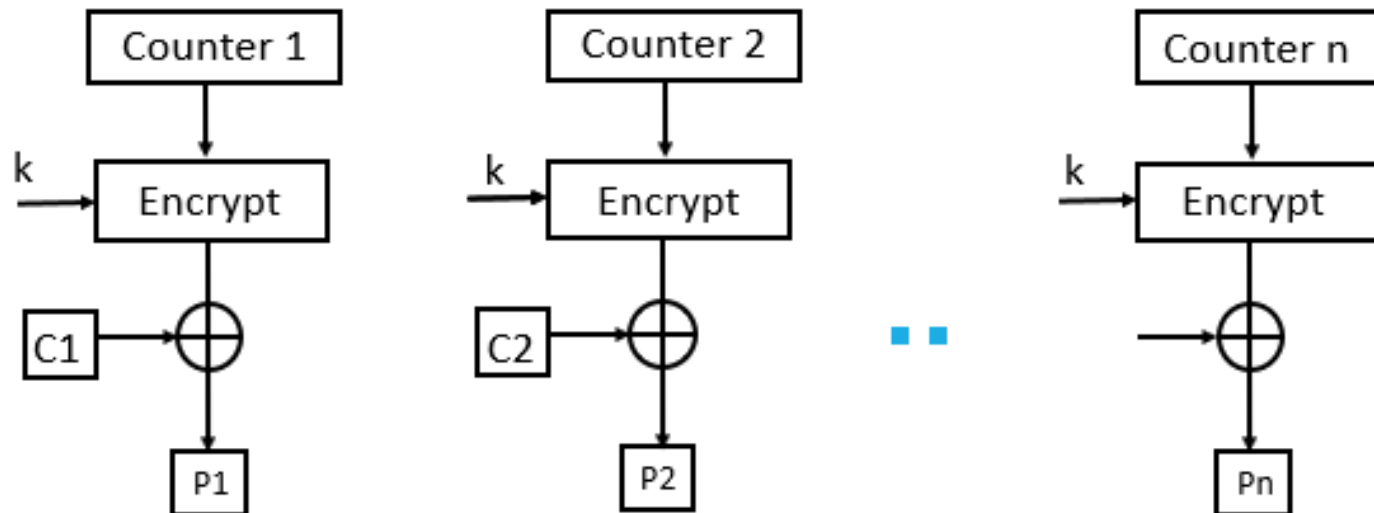 Counter 1
Counter 2
Counter n
k
k
k
Encrypt
Encrypt
Encrypt
C1
C2
P1
P2
Pn